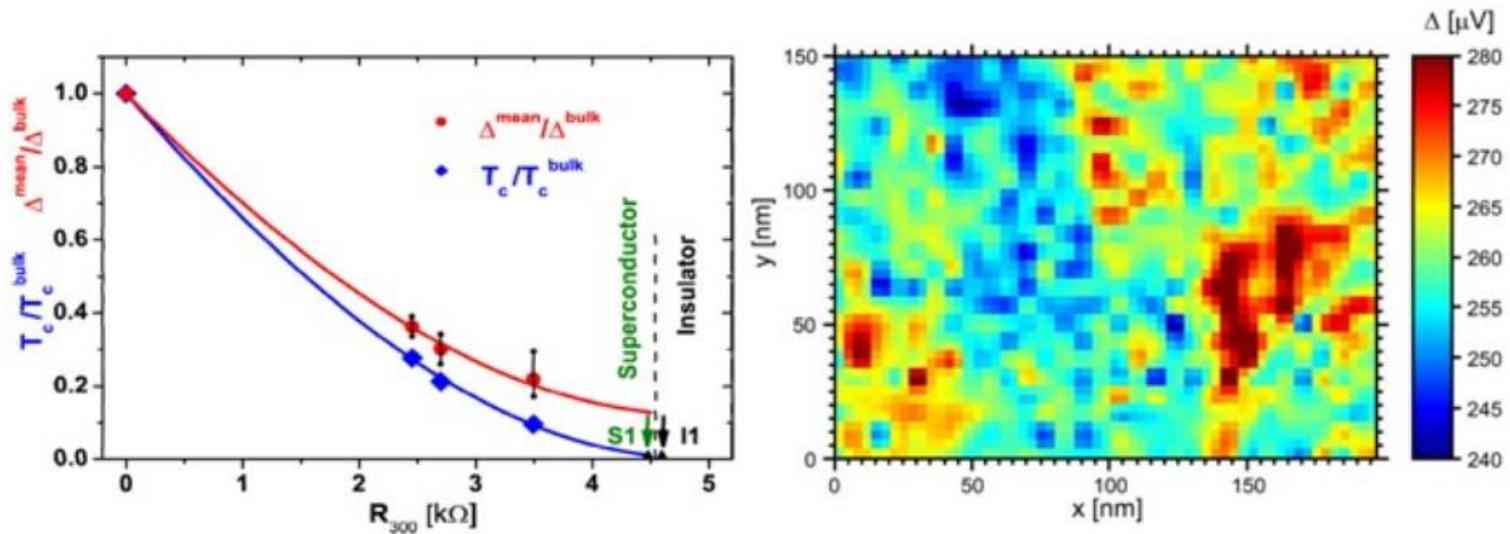 Δ^mean/Δ^bulk
T_c/T_c^bulk
1.0
0.8
0.6
0.4
0.2
0.0
Δ^mean/Δ^bulk
T_c/T_c^bulk
Superconductor
Insulator
S1
I1
0 1 2 3 4 5
R_300 [kΩ]
y [nm]
150
100
50
0
0 50 100 150
x [nm]
Δ [µV]
280
275
270
265
260
255
250
245
240